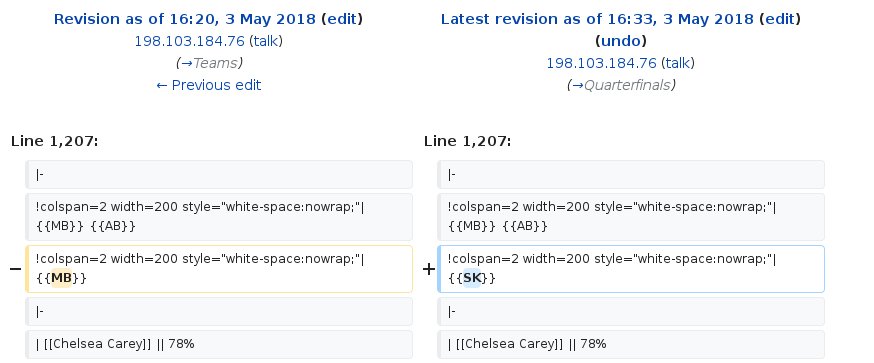 Revision as of 16:20, 3 May 2018 (edit)
198.103.184.76 (talk)
(→Teams)
← Previous edit
Latest revision as of 16:33, 3 May 2018 (edit)
(undo)
198.103.184.76 (talk)
(→Quarterfinals)
Line 1,207:
Line 1,207:
|-
|-
!colspan=2 width=200 style="white-space:nowrap;"|
{{MB}} {{AB}}
!colspan=2 width=200 style="white-space:nowrap;"|
{{MB}} {{AB}}
−
!colspan=2 width=200 style="white-space:nowrap;"|
{{MB}}
+
!colspan=2 width=200 style="white-space:nowrap;"|
{{SK}}
|-
|-
| [[Chelsea Carey]] || 78%
| [[Chelsea Carey]] || 78%